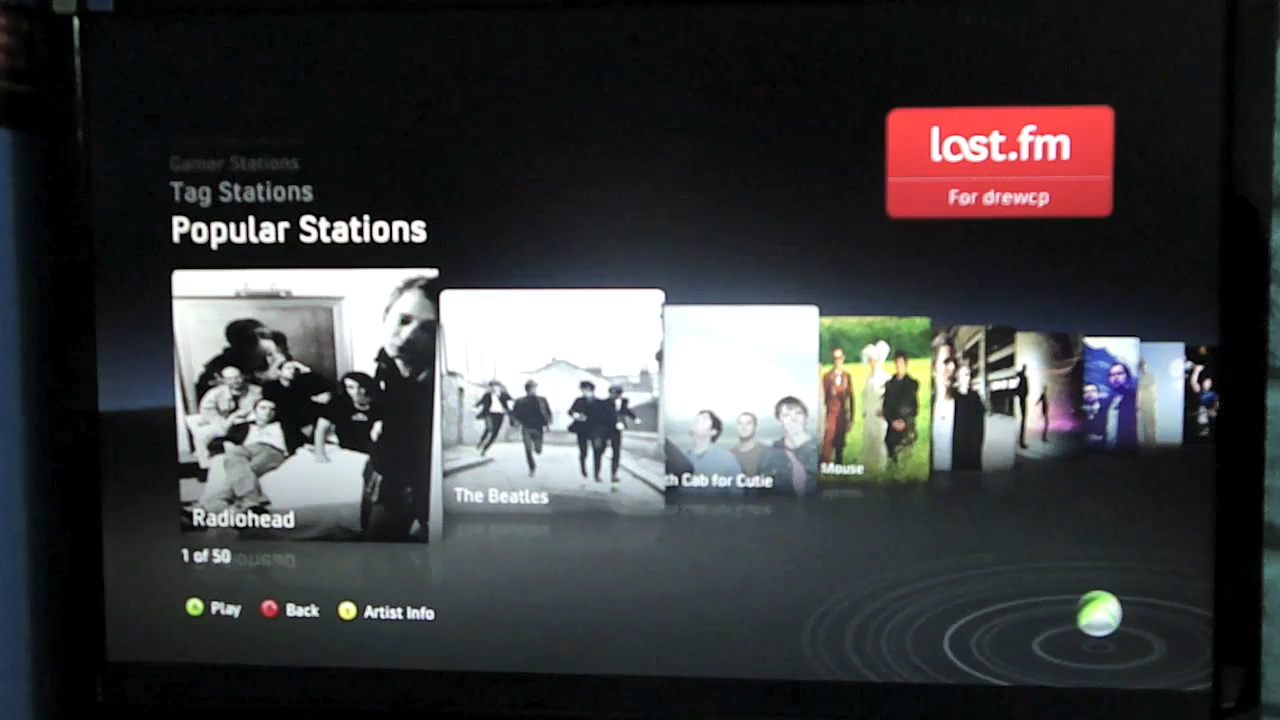 Gamer Stations
Tag Stations
Popular Stations
last.fm
For drewcp
Radiohead
The Beatles
th Cab for Cutie
Mouse
1 of 50
Play
Back
Artist Info